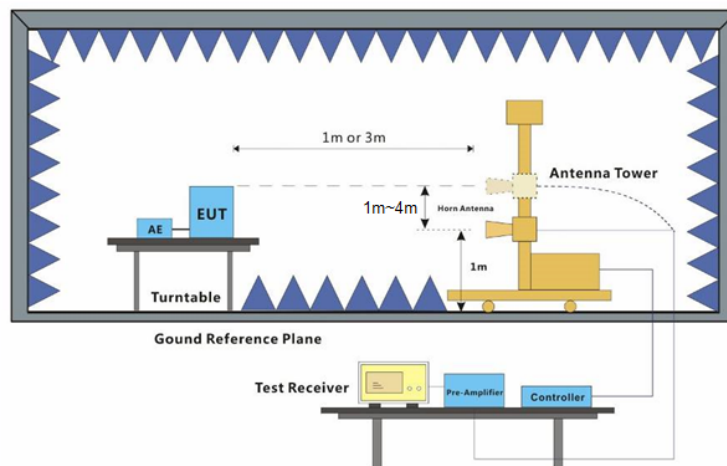 1m or 3m
Antenna Tower
1m~4m
Horn Antenna
EUT
AE
1m
Turntable
Gound Reference Plane
Test Receiver
Pre-Amplifier
Controller